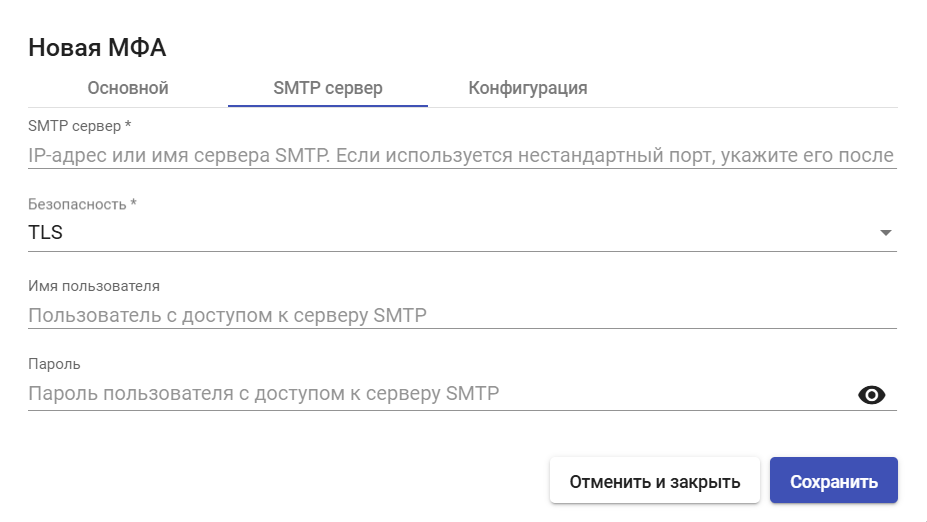 Новая МФА
Основной SMTP сервер Конфигурация
SMTP сервер *
IP-адрес или имя сервера SMTP. Если используется нестандартный порт, укажите его после
Безопасность *
TLS
Имя пользователя
Пользователь с доступом к серверу SMTP
Пароль
Пароль пользователя с доступом к серверу SMTP
Отменить и закрыть Сохранить